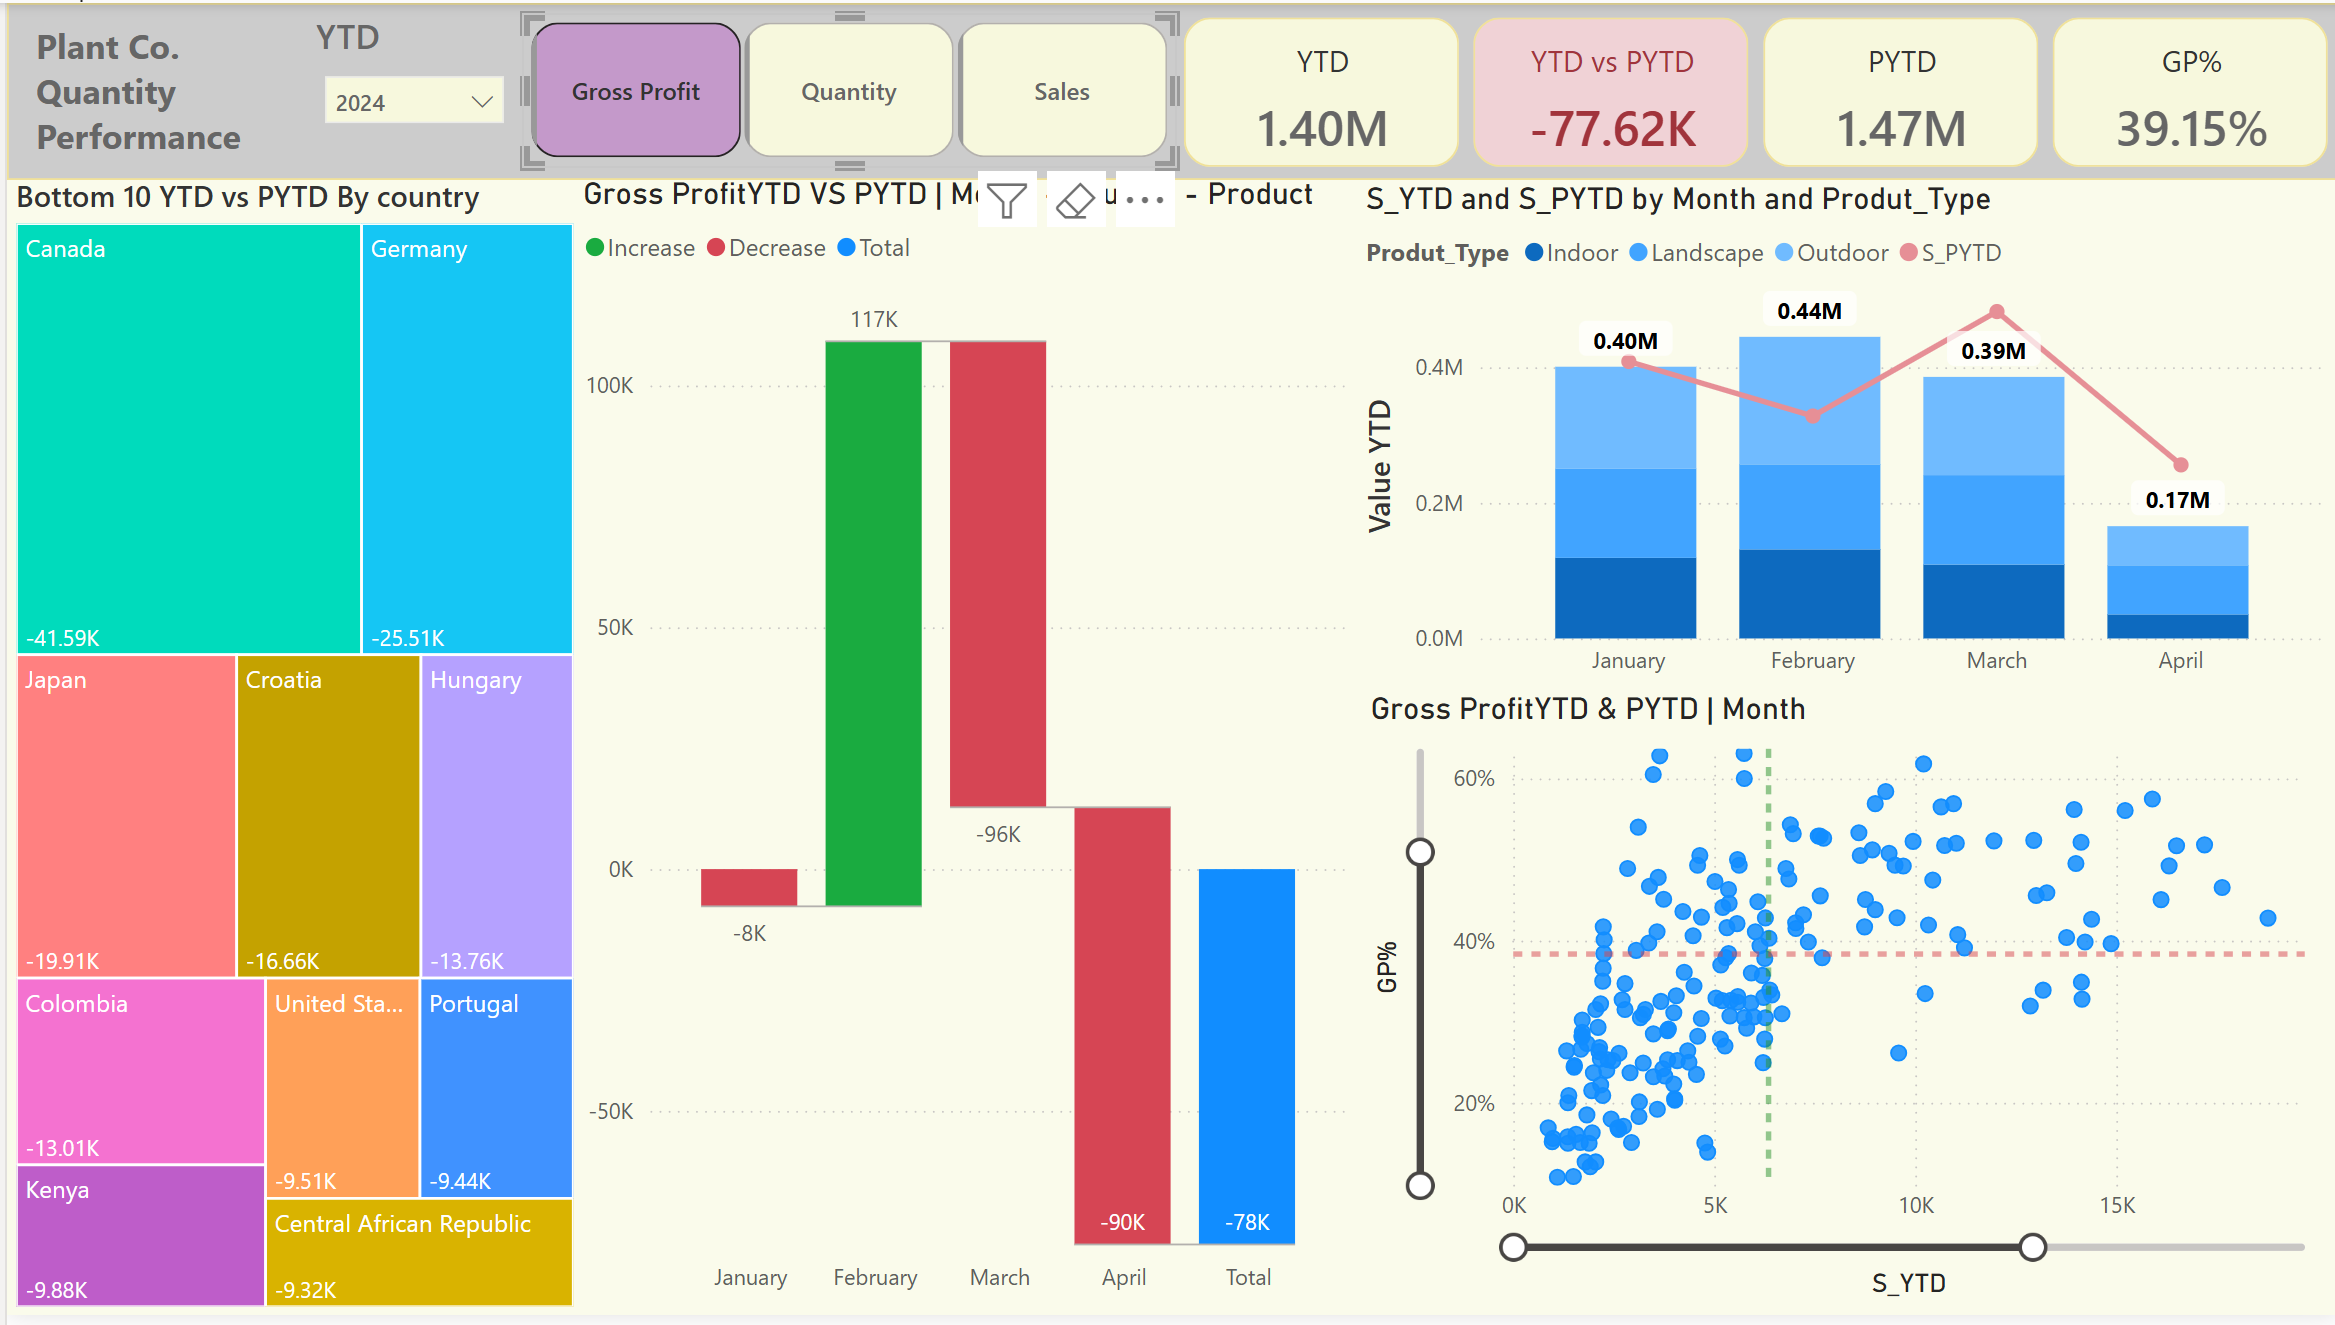 Plant Co.
Quantity
Performance
YTD
2024
Gross Profit
Quantity
Sales
YTD
1.40M
YTD vs PYTD
-77.62K
PYTD
1.47M
GP%
39.15%
Bottom 10 YTD vs PYTD By country
Canada
-41.59K
Germany
-25.51K
Japan
-19.91K
Croatia
-16.66K
Hungary
-13.76K
Colombia
-13.01K
United Sta...
-9.51K
Portugal
-9.44K
Kenya
-9.88K
Central African Republic
-9.32K
Gross ProfitYTD VS PYTD | - Product
Increase Decrease Total
100K
50K
0K
-50K
-8K
117K
-96K
-90K
-78K
January February March April Total
S_YTD and S_PYTD by Month and Produt_Type
Produt_Type Indoor Landscape Outdoor S_PYTD
Value YTD
0.4M
0.2M
0.0M
0.40M
0.44M
0.39M
0.17M
January February March April
Gross ProfitYTD & PYTD | Month
GP%
60%
40%
20%
0K 5K 10K 15K
S_YTD